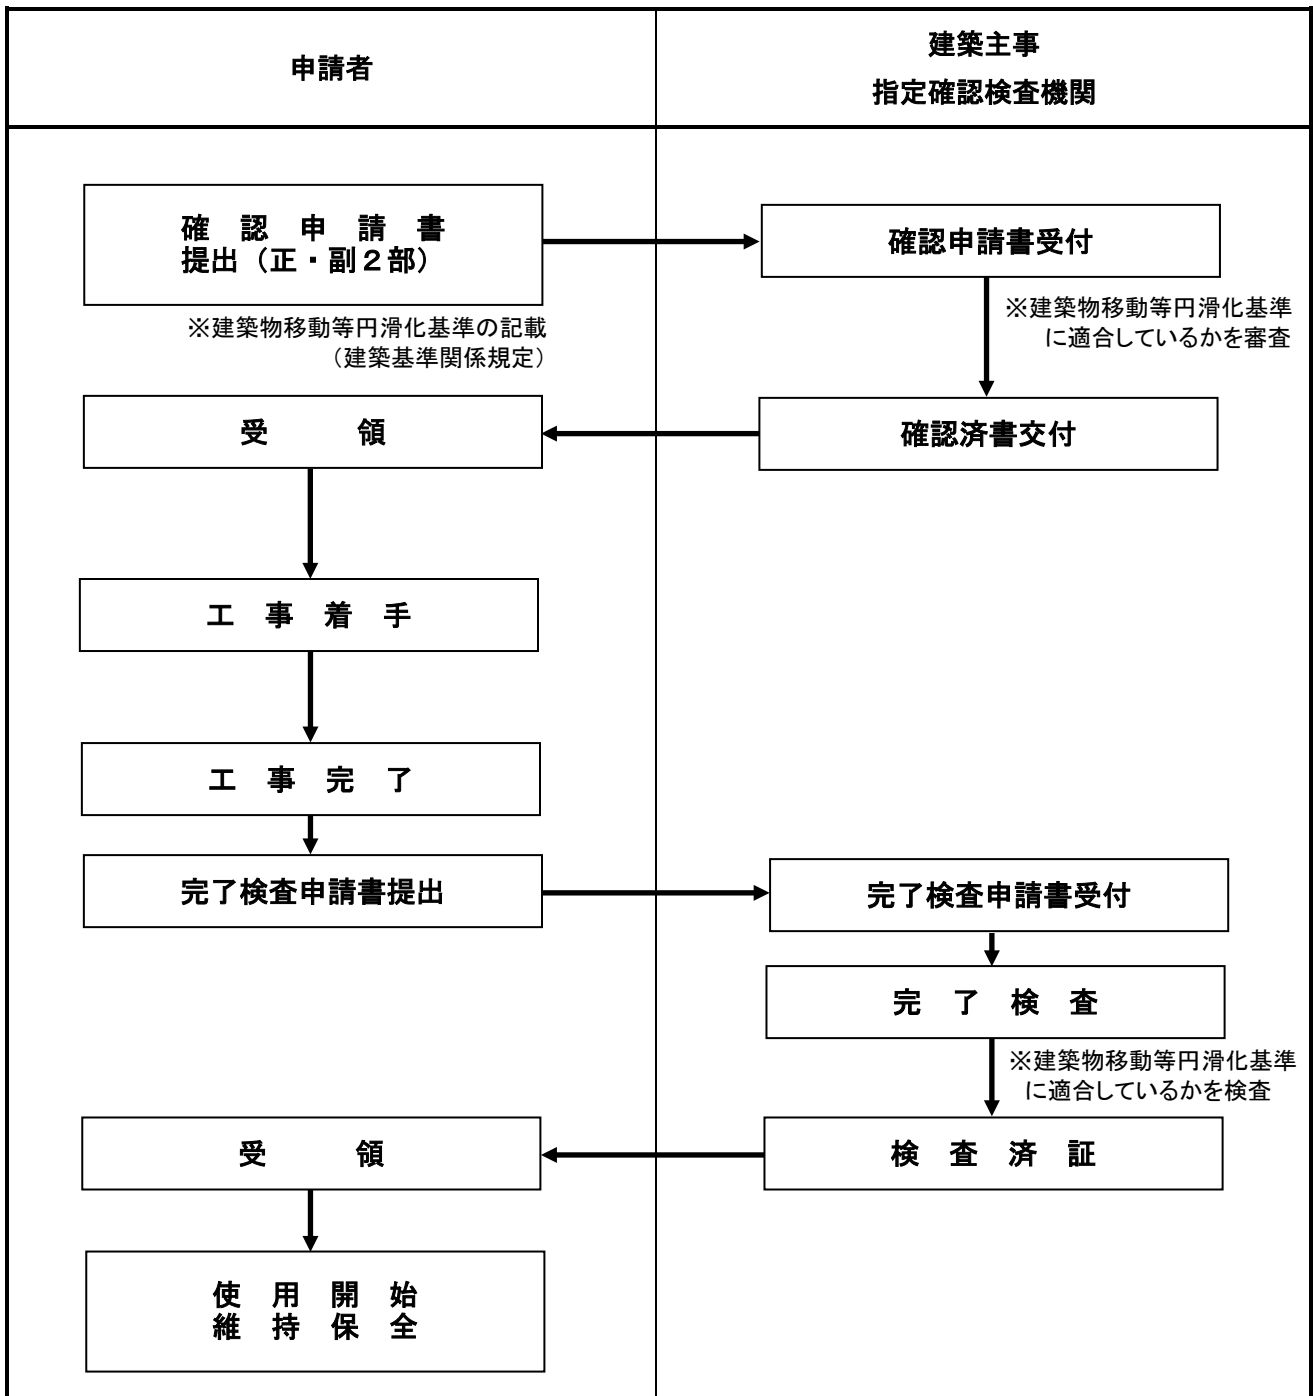 申請者
建築主事
指定確認検査機関
確 認 申 請 書
提出（正・副２部）
※建築物移動等円滑化基準の記載
（建築基準関係規定）
確認申請書受付
※建築物移動等円滑化基準
に適合しているかを審査
受 領
確認済書交付
工 事 着 手
工 事 完 了
完了検査申請書提出
完了検査申請書受付
完 了 検 査
※建築物移動等円滑化基準
に適合しているかを検査
受 領
検 査 済 証
使 用 開 始
維 持 保 全